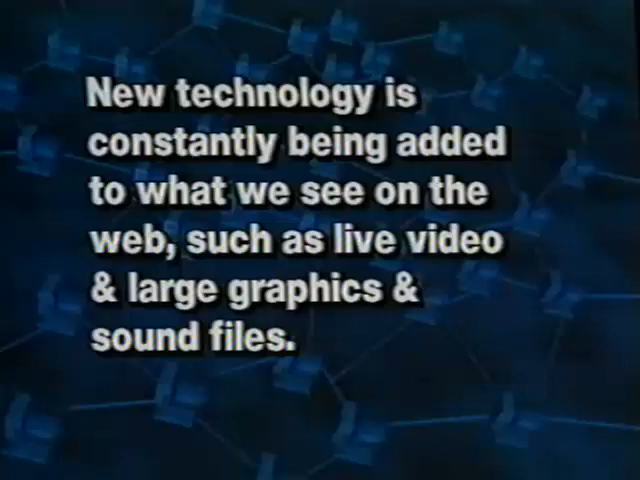 New technology is
constantly being added
to what we see on the
web, such as live video
& large graphics &
sound files.